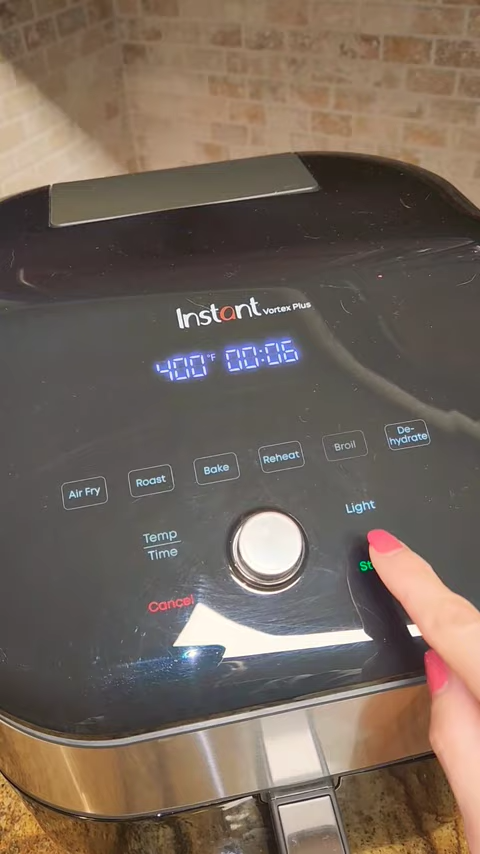 Instant Vortex Plus
400°F 00:06
Air Fry
Roast
Bake
Reheat
Broil
De-
hydrate
Temp
Time
Light
Cancel